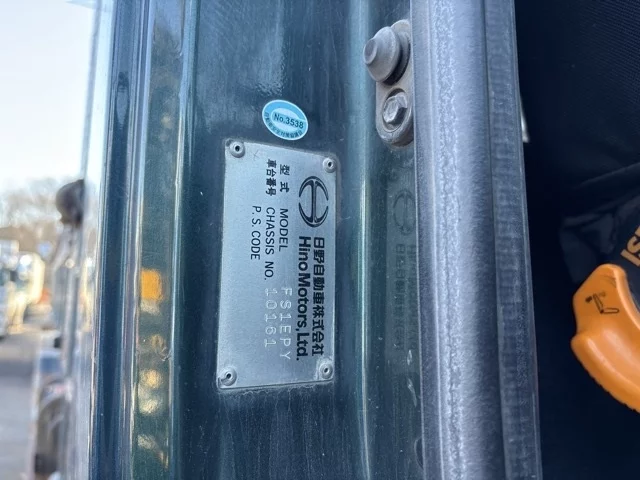 No.3538
日野自動車株式会社
Hino Motors, Ltd.
型式 MODEL FS1EPY
車台番号 CHASSIS NO. 10161
P.S.CODE